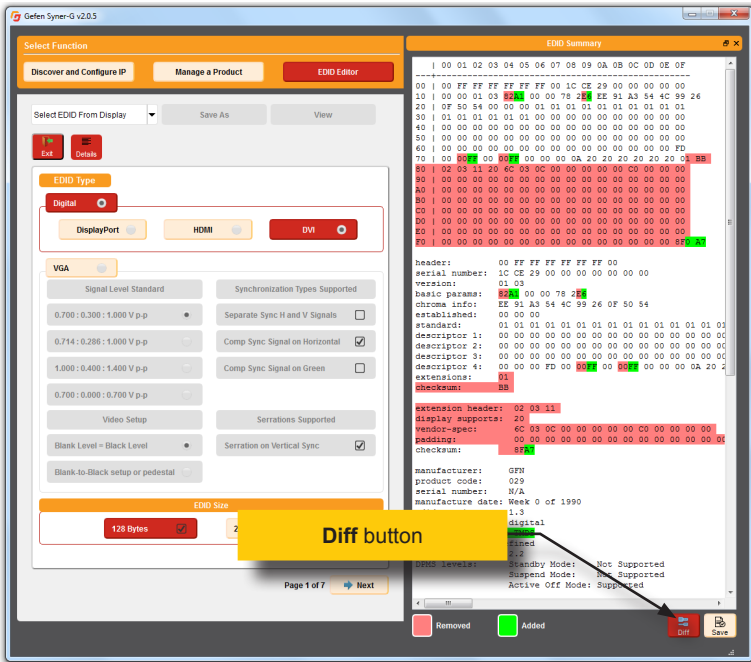 Gefen Syner-G v2.0.5
Select Function
Discover and Configure IP
Manage a Product
EDID Editor
Select EDID From Display
Save As
View
Exit
Details
EDID Type
Digital
DisplayPort
HDMI
DVI
VGA
Signal Level Standard
Synchronization Types Supported
0.700 : 0.300 : 1.000 V p-p
Separate Sync H and V Signals
0.714 : 0.286 : 1.000 V p-p
Comp Sync Signal on Horizontal
1.000 : 0.400 : 1.400 V p-p
Comp Sync Signal on Green
0.700 : 0.000 : 0.700 V p-p
Video Setup
Serrations Supported
Blank Level = Black Level
Serration on Vertical Sync
Blank-to-Black setup or pedestal
EDID Size
128 Bytes
2
Page 1 of 7
Next
EDID Summary
| 00 01 02 03 04 05 06 07 08 09 0A 0B 0C 0D 0E 0F
00 | 00 FF FF FF FF FF FF 00 1C CE 29 00 00 00 00 00
10 | 00 00 01 03 82A1 00 00 78 2E6 EE 91 A3 54 4C 99 26
20 | 0F 50 54 00 00 00 01 01 01 01 01 01 01 01 01 01
30 | 01 01 01 01 01 01 00 00 00 00 00 00 00 00 00 00
40 | 00 00 00 00 00 00 00 00 00 00 00 00 00 00 00 00
50 | 00 00 00 00 00 00 00 00 00 00 00 00 00 00 00 00
60 | 00 00 00 00 00 00 00 00 00 00 00 00 00 00 00 FD
70 | 00 00FF 00 00FF 00 00 00 0A 20 20 20 20 20 20 01 BB
80 | 02 03 11 20 6C 03 0C 00 00 00 00 00 C0 00 00 00
90 | 00 00 00 00 00 00 00 00 00 00 00 00 00 00 00 00
A0 | 00 00 00 00 00 00 00 00 00 00 00 00 00 00 00 00
B0 | 00 00 00 00 00 00 00 00 00 00 00 00 00 00 00 00
C0 | 00 00 00 00 00 00 00 00 00 00 00 00 00 00 00 00
D0 | 00 00 00 00 00 00 00 00 00 00 00 00 00 00 00 00
E0 | 00 00 00 00 00 00 00 00 00 00 00 00 00 00 00 00
F0 | 00 00 00 00 00 00 00 00 00 00 00 00 00 00 00 8F0 A7
header: 00 FF FF FF FF FF FF 00
serial number: 1C CE 29 00 00 00 00 00 00 00
version: 01 03
basic params: 82A1 00 00 78 2E6
chroma info: EE 91 A3 54 4C 99 26 0F 50 54
established: 00 00 00
standard: 01 01 01 01 01 01 01 01 01 01 01 01 01
descriptor 1: 00 00 00 00 00 00 00 00 00 00 00 00 00
descriptor 2: 00 00 00 00 00 00 00 00 00 00 00 00 00
descriptor 3: 00 00 00 00 00 00 00 00 00 00 00 00 00
descriptor 4: 00 00 00 FD 00 00FF 00 00FF 00 00 00 0A 20 2
extensions: 01
checksum: BB
extension header: 02 03 11
display supports: 20
vendor-spec: 6C 03 0C 00 00 00 00 00 C0 00 00 00 00
padding: 00 00 00 00 00 00 00 00 00 00 00 00 00
checksum: 8FA7
manufacturer: GFN
product code: 029
serial number: N/A
manufacture date: Week 0 of 1990
1.3
digital
fined
2.2
DPMS levels: Standby Mode: Not Supported
Suspend Mode: Not Supported
Active Off Mode: Supported
Diff button
Removed
Added
Diff
Save